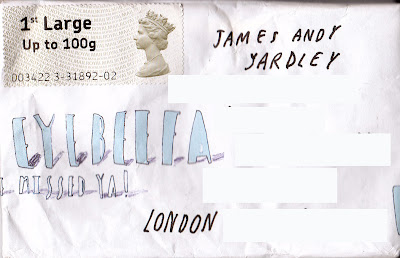 1st Large
Up to 100g
003422 3-31892-02
JAMES ANDY
YARDLEY
MISSED YA!
LONDON